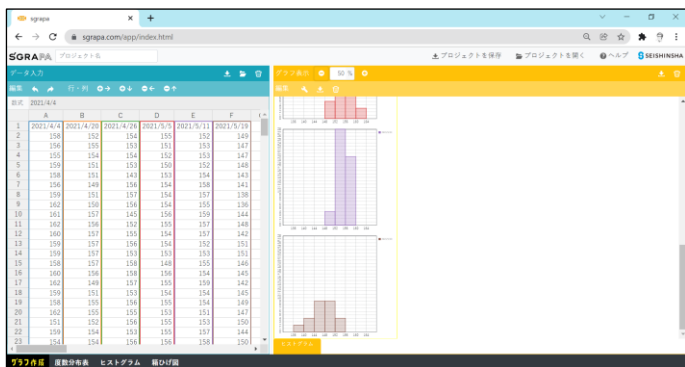 sgrapa
sgrapa.com/app/index.html
SGRAPA プロジェクト名 プロジェクトを保存 プロジェクトを開く ヘルプ SEISHINSHA
データ入力
編集 行・列
数式 2021/4/4
A B C D E F
1 2021/4/4 2021/4/20 2021/4/26 2021/5/5 2021/5/11 2021/5/19
2 158 152 154 155 152 149
3 156 155 153 151 153 147
4 155 154 154 152 153 147
5 159 151 153 150 152 148
6 158 151 143 153 154 143
7 156 149 156 154 158 141
8 159 151 157 154 157 138
9 162 150 156 154 155 136
10 161 157 145 156 159 144
11 162 156 152 155 157 148
12 160 157 155 154 157 142
13 159 157 156 154 152 151
14 159 157 153 153 153 151
15 158 157 158 148 155 146
16 160 156 158 156 154 145
17 162 149 157 155 159 142
18 159 151 153 154 154 145
19 158 155 156 155 154 149
20 162 155 155 153 151 147
21 151 152 156 155 153 150
22 159 154 153 155 157 144
23 154 154 156 156 158 150
グラフ表示 50 %
編集
ヒストグラム
グラフ作成 度数分布表 ヒストグラム 箱ひげ図